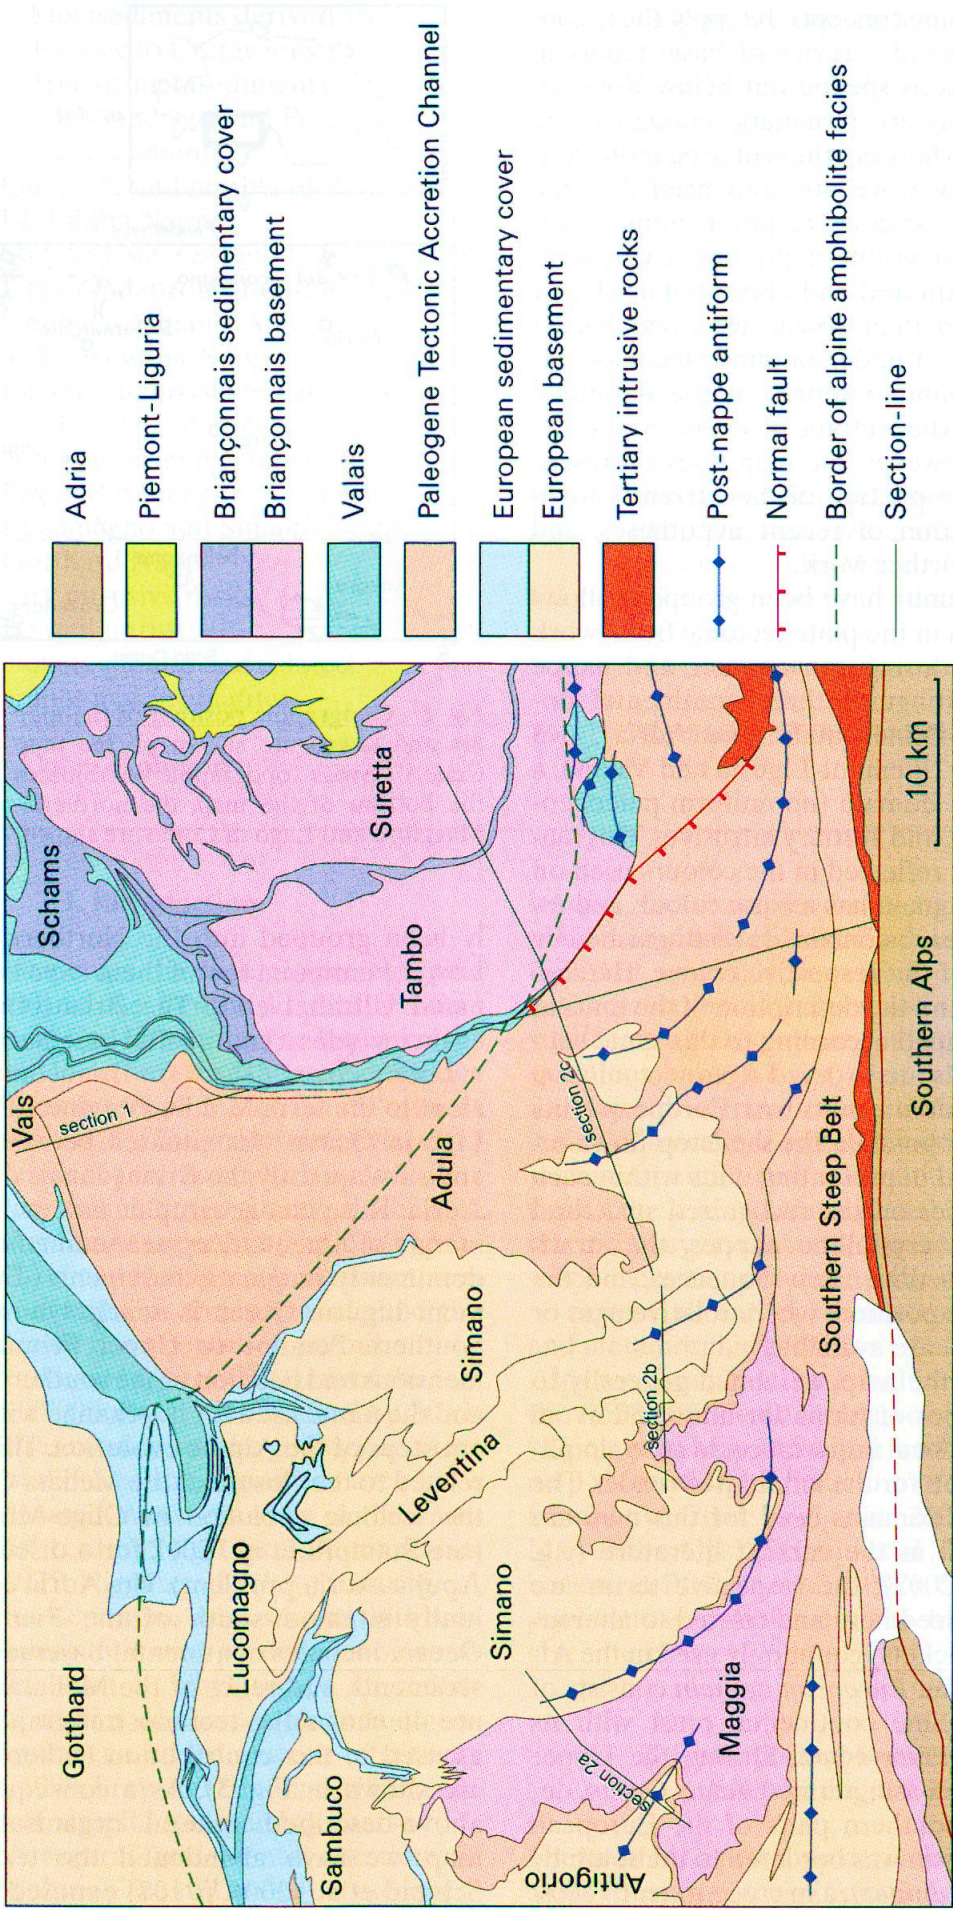 Gotthard
Vals
Schams
Lucomagno
section 1
Sambuco
Adula
Tambo
Suretta
Leventina
Simano
Simano
section 2a
section 2b
section 2c
Antigorio
Maggia
Southern Steep Belt
Southern Alps
10 km
Adria
Piemont-Liguria
Briançonnais sedimentary cover
Briançonnais basement
Valais
Paleogene Tectonic Accretion Channel
European sedimentary cover
European basement
Tertiary intrusive rocks
Post-nappe antiform
Normal fault
Border of alpine amphibolite facies
Section-line